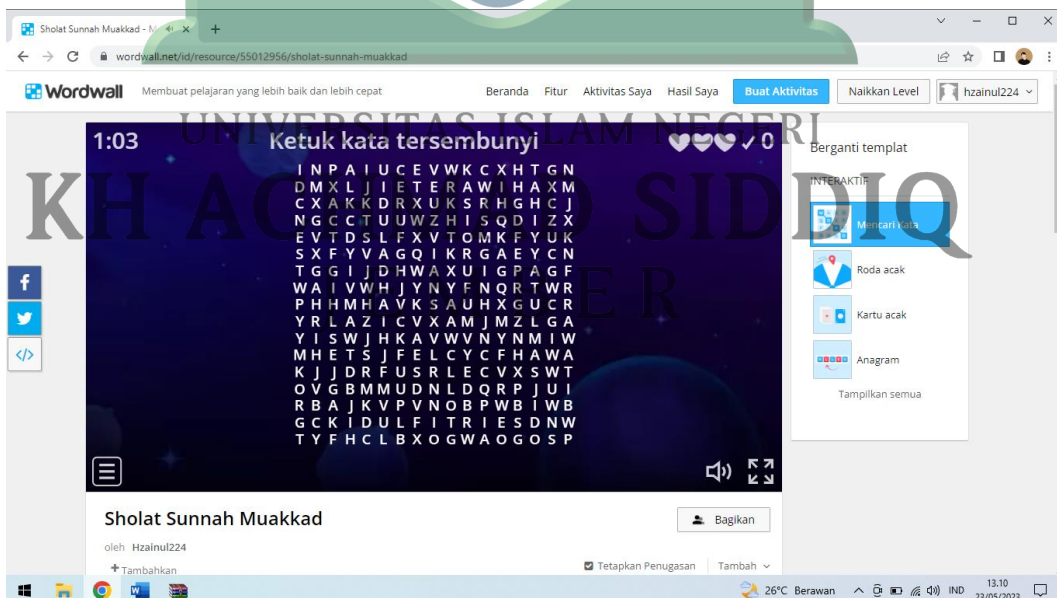 Sholat Sunnah Muakkad - M
wordwall.net/id/resource/55012956/sholat-sunnah-muakkad
Wordwall Membuat pelajaran yang lebih baik dan lebih cepat Beranda Fitur Aktivitas Saya Hasil Saya Buat Aktivitas Naikkan Level hzainul224
UNIVERSITAS ISLAM NEGERI
KH ACHMAD SIDDIQ
JEMBER
1:03 Ketuk kata tersembunyi ✓0
I N P A I U C E V W K C X H T G N
D M X L J I E T E R A W I H A X M
C X A K K D R X U K S R H G H C J
N G C C T U U W Z H I S Q D I Z X
E V T D S L F X V T O M K F Y U K
S X F Y V A G Q I K R G A E Y C N
T G G I J D H W A X U I G P A G F
W A I V W H J Y N Y F N Q R T W R
P H H M H A V K S A U H X G U C R
Y R L A Z I C V X A M J M Z L G A
Y I S W J H K A V W V N Y N M I W
M H E T S J F E L C Y C F H A W A
K J J D R F U S R L E C V X S W T
O V G B M M U D N L D Q R P J U I
R B A J K V P V N O B P W B I W B
G C K I D U L F I T R I E S D N W
T Y F H C L B X O G W A O G O S P
Berganti templat
INTERAKTIF
Mencari Kata
Roda acak
Kartu acak
Anagram
Tampilkan semua
Sholat Sunnah Muakkad
Bagikan
oleh Hzainul224
+ Tambahkan
Tetapkan Penugasan Tambah
26°C Berawan IND 13.10
23/05/2023